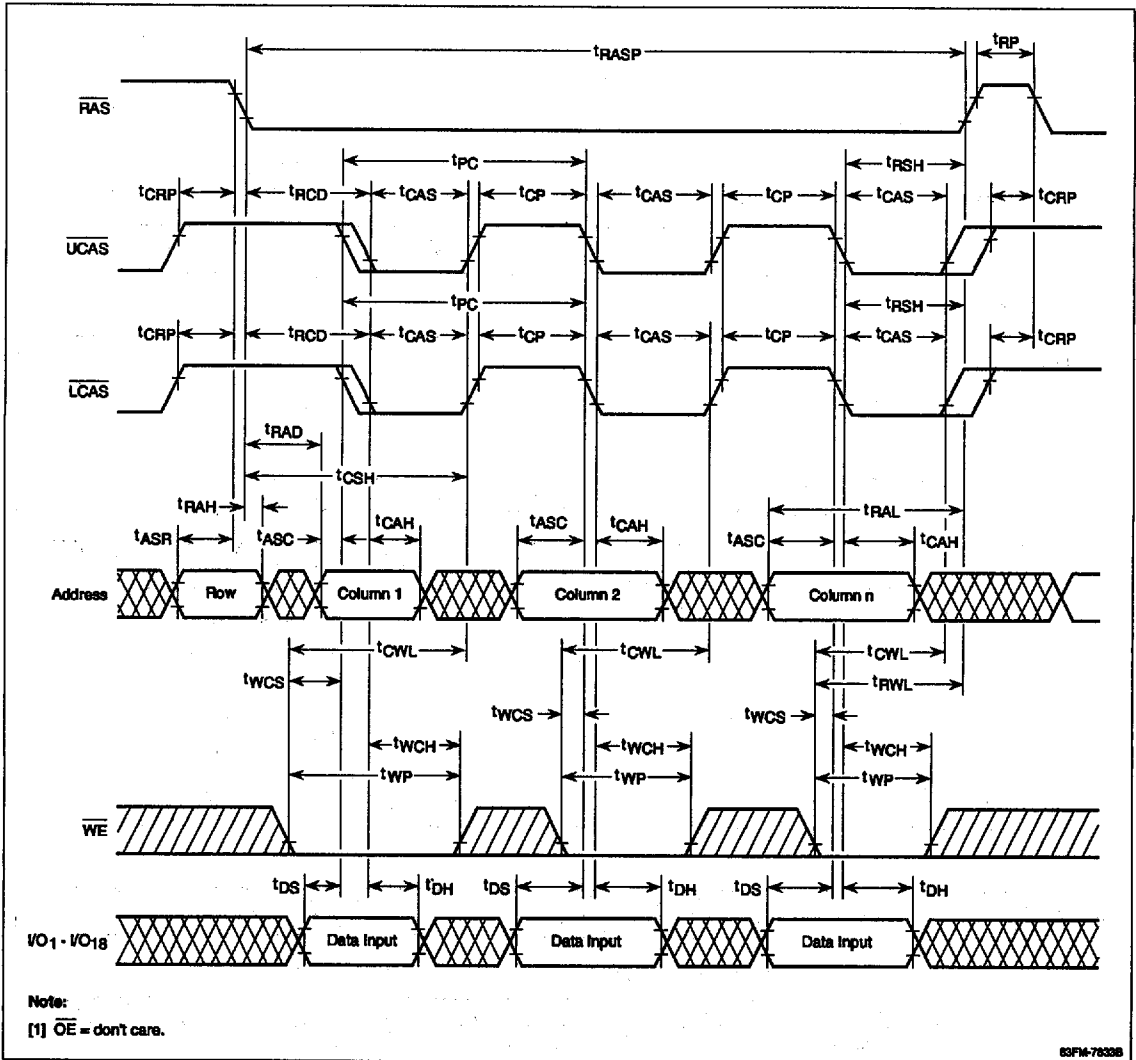 tRASP tRP
RAS
tPC tRSH
tCRP tRCD tCAS tCP tCAS tCP tCAS tCRP
UCAS
tPC tRSH
tCRP tRCD tCAS tCP tCAS tCP tCAS tCRP
LCAS
tRAD
tCSH
tRAH tCAH tASC tCAH tRAL
tASR tASC tASC tCAH
Address Row Column 1 Column 2 Column n
tCWL tCWL tCWL
tWCS tRWL
tWCS tWCS
tWCH tWCH tWCH
tWP tWP tWP
WE
tDS tDH tDS tDH tDS tDH
I/O1 - I/O18 Data Input Data Input Data Input
Note:
[1] OE = don't care.
83FM-7633B